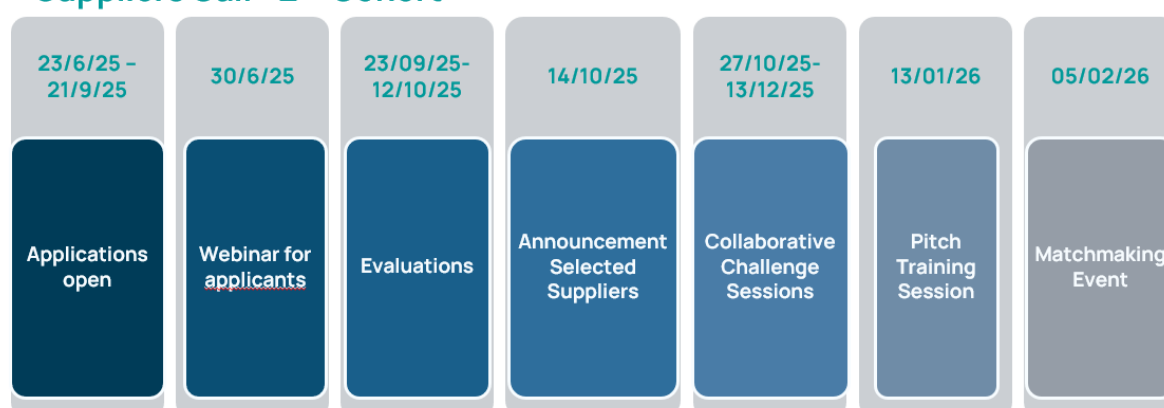 23/6/25 –
21/9/25
30/6/25
23/09/25-
12/10/25
14/10/25
27/10/25-
13/12/25
13/01/26
05/02/26
Applications
open
Webinar for
applicants
Evaluations
Announcement
Selected
Suppliers
Collaborative
Challenge
Sessions
Pitch
Training
Session
Matchmaking
Event